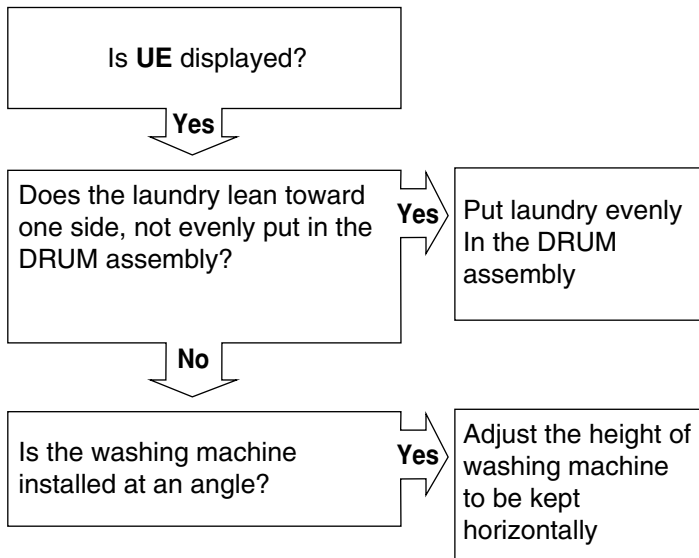 Is UE displayed?
Yes
Does the laundry lean toward
one side, not evenly put in the
DRUM assembly?
Yes
Put laundry evenly
In the DRUM
assembly
No
Is the washing machine
installed at an angle?
Yes
Adjust the height of
washing machine
to be kept
horizontally